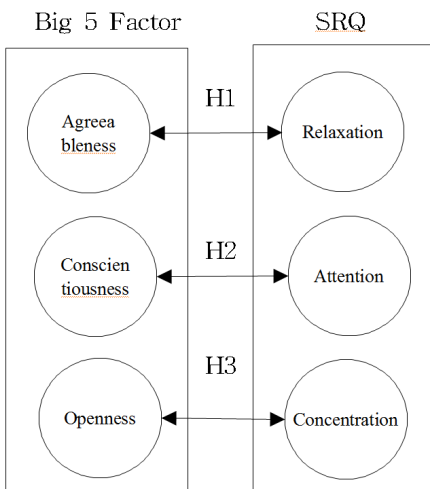 Big 5 Factor
SRQ
H1
Agreea
bleness
Relaxation
H2
Conscien
tiousness
Attention
H3
Openness
Concentration